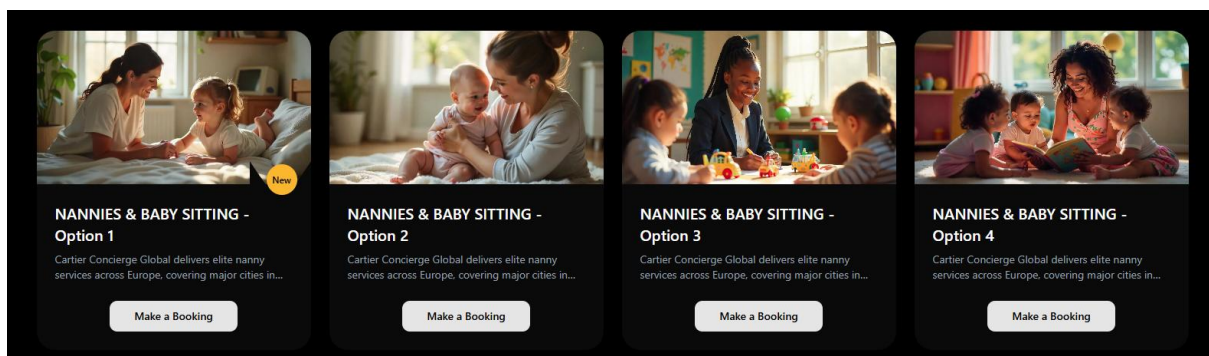 New
NANNIES & BABY SITTING -
Option 1
Cartier Concierge Global delivers elite nanny
services across Europe, covering major cities in...
Make a Booking
NANNIES & BABY SITTING -
Option 2
Cartier Concierge Global delivers elite nanny
services across Europe, covering major cities in...
Make a Booking
NANNIES & BABY SITTING -
Option 3
Cartier Concierge Global delivers elite nanny
services across Europe, covering major cities in...
Make a Booking
NANNIES & BABY SITTING -
Option 4
Cartier Concierge Global delivers elite nanny
services across Europe, covering major cities in...
Make a Booking